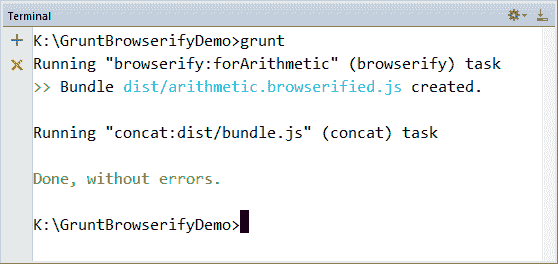 Terminal
K:\GruntBrowserifyDemo>grunt
Running "browserify:forArithmetic" (browserify) task
>> Bundle dist/arithmetic.browserified.js created.
Running "concat:dist/bundle.js" (concat) task
Done, without errors.
K:\GruntBrowserifyDemo>